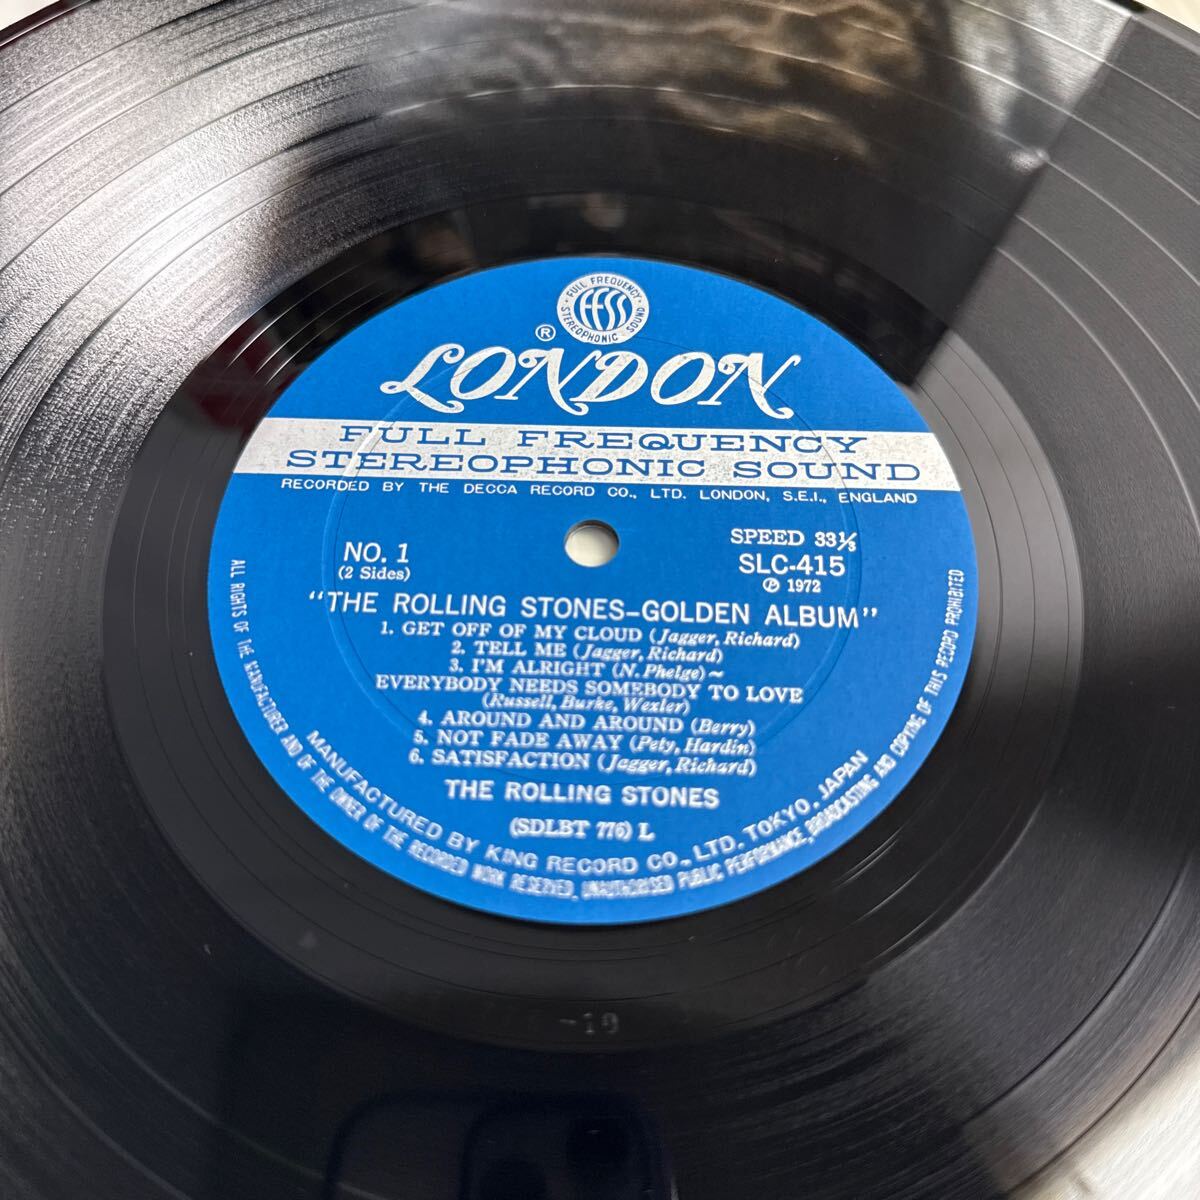 FULL FREQUENCY
FFSS
STEREOPHONIC SOUND
®
LONDON
FULL FREQUENCY
STEREOPHONIC SOUND
RECORDED BY THE DECCA RECORD CO., LTD. LONDON, S.E.I., ENGLAND
NO. 1
(2 Sides)
SPEED 33⅓
SLC-415
Ⓟ 1972
"THE ROLLING STONES–GOLDEN ALBUM"
1. GET OFF OF MY CLOUD (Jagger, Richard)
2. TELL ME (Jagger, Richard)
3. I'M ALRIGHT (N. Phelge) ~
EVERYBODY NEEDS SOMEBODY TO LOVE
(Russell, Burke, Wexler)
4. AROUND AND AROUND (Berry)
5. NOT FADE AWAY (Pety, Hardin)
6. SATISFACTION (Jagger, Richard)
THE ROLLING STONES
(SDLBT 776) L
MANUFACTURED BY KING RECORD CO., LTD. TOKYO, JAPAN
ALL RIGHTS OF THE MANUFACTURER AND OF THE OWNER OF THE RECORDED WORK RESERVED, UNAUTHORISED PUBLIC PERFORMANCE, BROADCASTING AND COPYING OF THIS RECORD PROHIBITED
-10